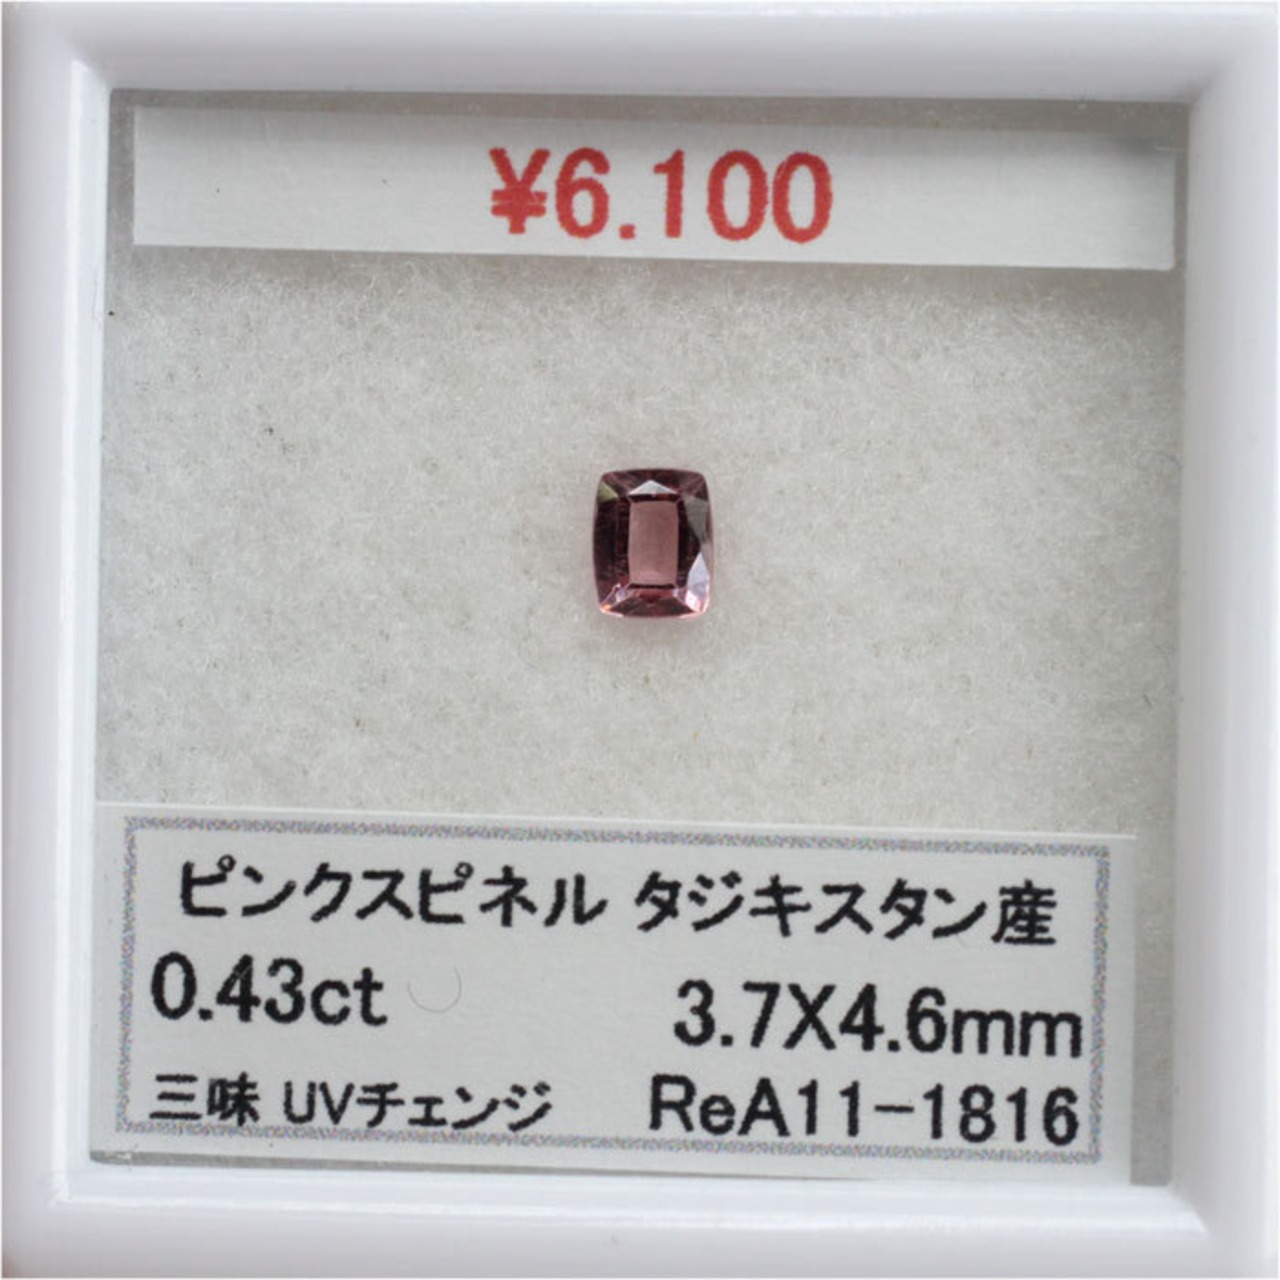 ¥6.100
ピンクスピネル タジキスタン産
0.43ct 3.7X4.6mm
三味 UVチェンジ ReA11-1816